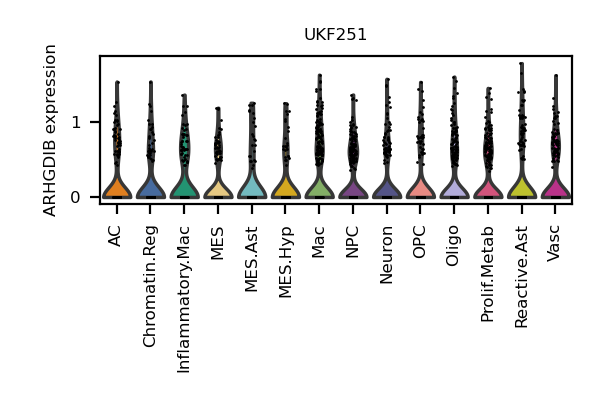 UKF251
ARHGDIB expression
1
0
AC
Chromatin.Reg
Inflammatory.Mac
MES
MES.Ast
MES.Hyp
Mac
NPC
Neuron
OPC
Oligo
Prolif.Metab
Reactive.Ast
Vasc